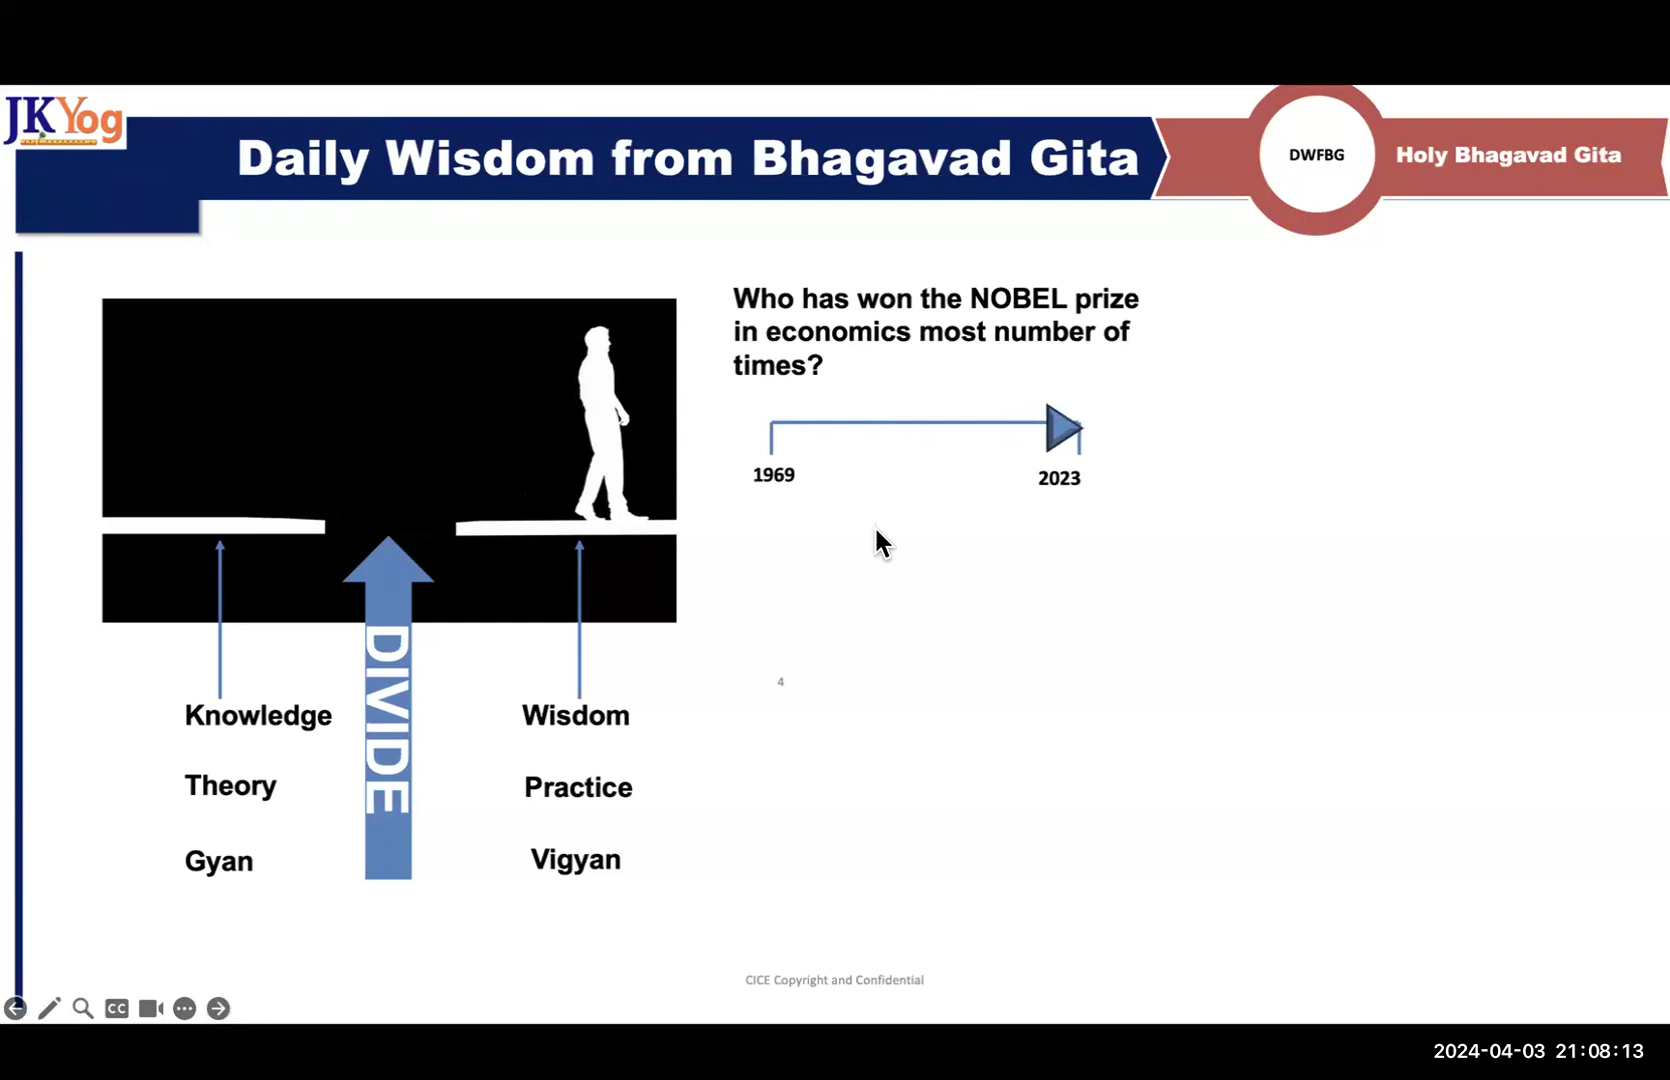 JKYog
Daily Wisdom from Bhagavad Gita
DWFBG
Holy Bhagavad Gita
Who has won the NOBEL prize
in economics most number of
times?
1969
2023
DIVIDE
4
Knowledge
Wisdom
Theory
Practice
Gyan
Vigyan
CICE Copyright and Confidential
CC
2024-04-03 21:08:13